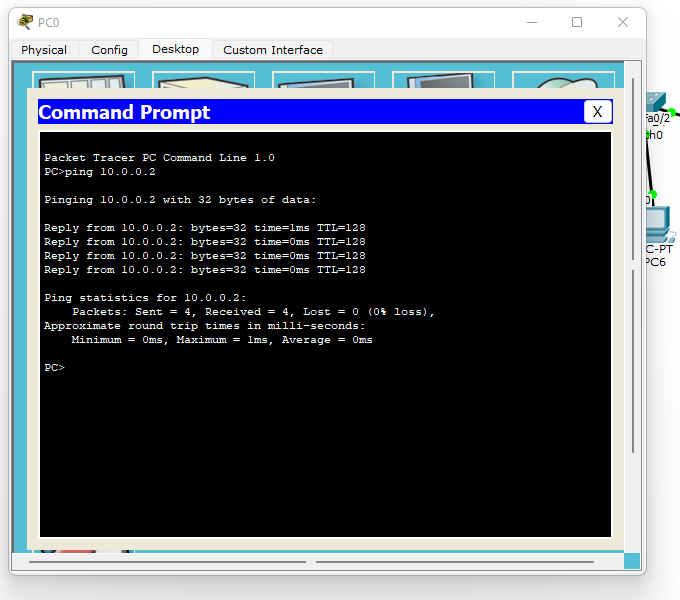 PC0
Physical Config Desktop Custom Interface
Command Prompt
X
Packet Tracer PC Command Line 1.0
PC>ping 10.0.0.2
Pinging 10.0.0.2 with 32 bytes of data:
Reply from 10.0.0.2: bytes=32 time=1ms TTL=128
Reply from 10.0.0.2: bytes=32 time=0ms TTL=128
Reply from 10.0.0.2: bytes=32 time=0ms TTL=128
Reply from 10.0.0.2: bytes=32 time=0ms TTL=128
Ping statistics for 10.0.0.2:
Packets: Sent = 4, Received = 4, Lost = 0 (0% loss),
Approximate round trip times in milli-seconds:
Minimum = 0ms, Maximum = 1ms, Average = 0ms
PC>
Fa0/2
C-PT
PC6